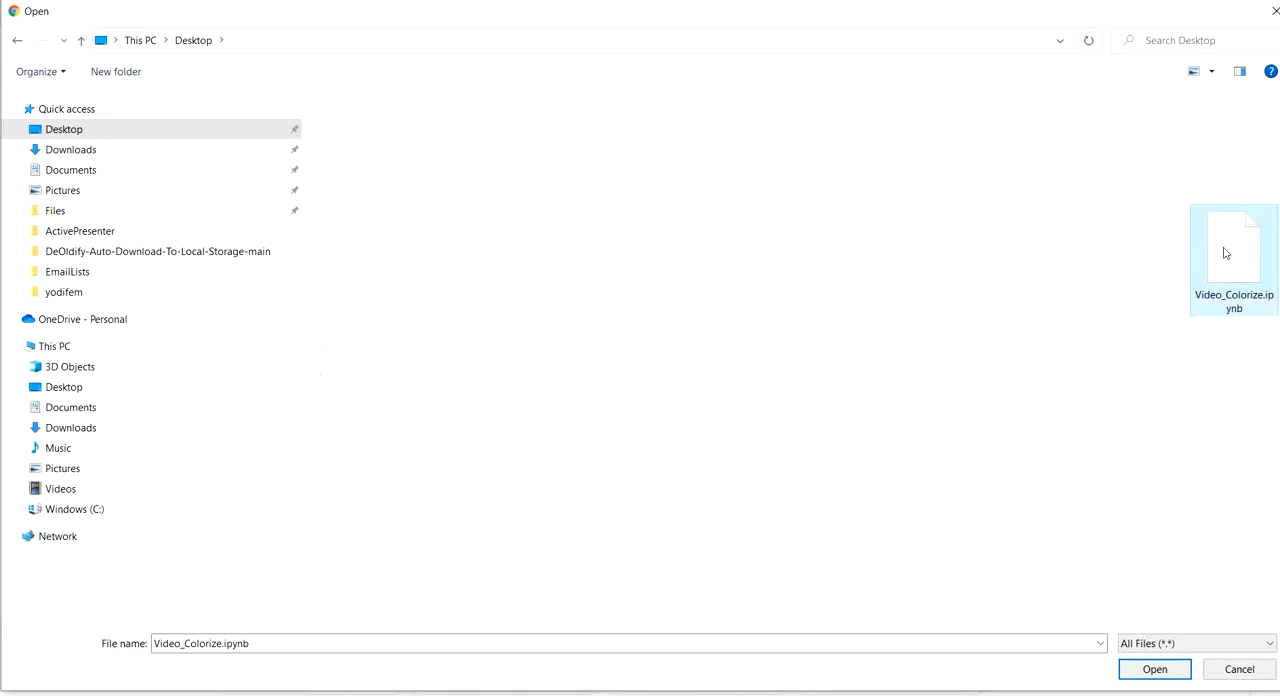 Open
This PC > Desktop >
Search Desktop
Organize
New folder
?
Quick access
Desktop
Downloads
Documents
Pictures
Files
ActivePresenter
DeOldify-Auto-Download-To-Local-Storage-main
EmailLists
yodifem
OneDrive - Personal
This PC
3D Objects
Desktop
Documents
Downloads
Music
Pictures
Videos
Windows (C:)
Network
Video_Colorize.ip
ynb
File name: Video_Colorize.ipynb
All Files (*.*)
Open
Cancel